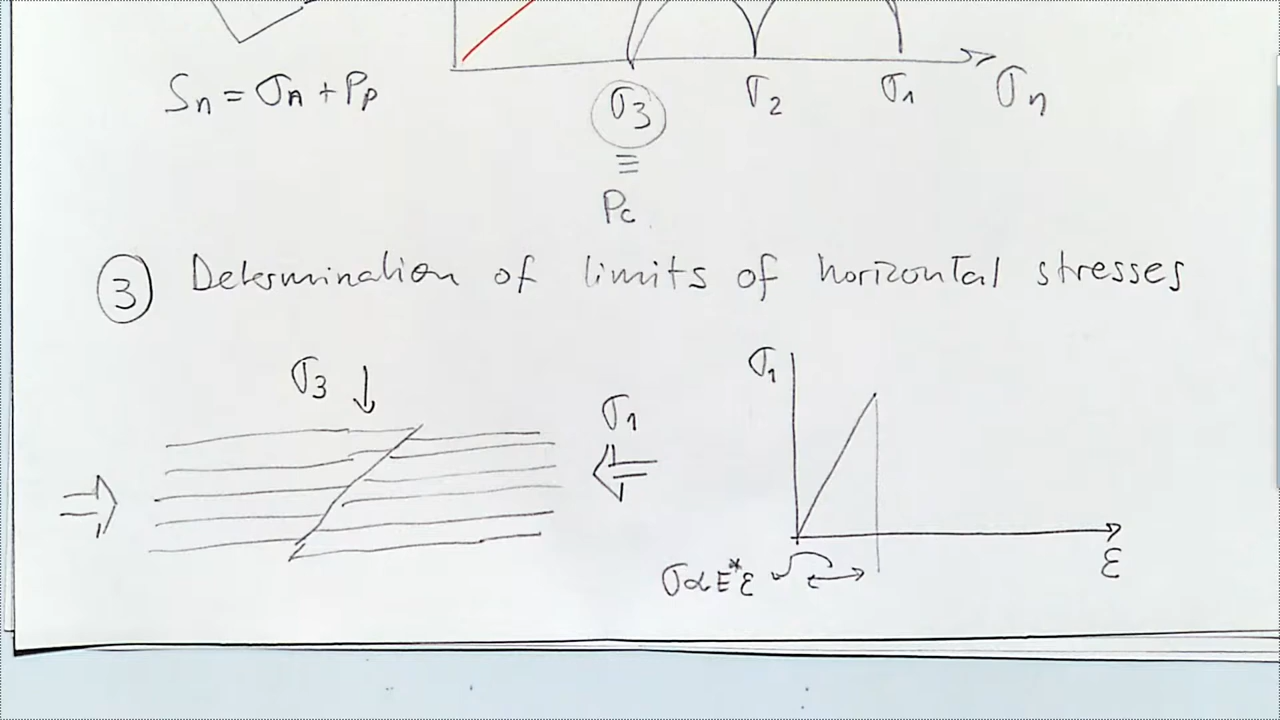 Sn = σn + Pp
σ3 σ2 σ1 σn
≡
Pc
③ Determination of limits of horizontal stresses
σ3 ↓
σ1
σ1
σ∝E*ε
ε